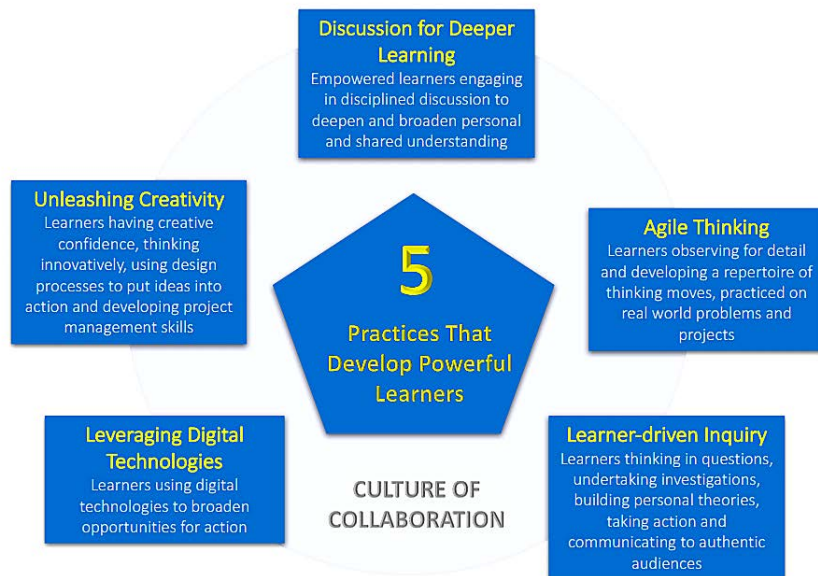 Discussion for Deeper
Learning
Empowered learners engaging
in disciplined discussion to
deepen and broaden personal
and shared understanding
Unleashing Creativity
Learners having creative
confidence, thinking
innovatively, using design
processes to put ideas into
action and developing project
management skills
5
Practices That
Develop Powerful
Learners
Agile Thinking
Learners observing for detail
and developing a repertoire of
thinking moves, practiced on
real world problems and
projects
Leveraging Digital
Technologies
Learners using digital
technologies to broaden
opportunities for action
CULTURE OF
COLLABORATION
Learner-driven Inquiry
Learners thinking in questions,
undertaking investigations,
building personal theories,
taking action and
communicating to authentic
audiences